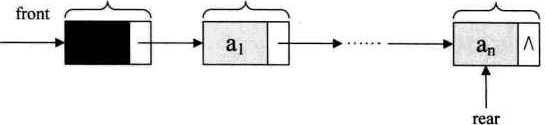 front
a₁
......
aₙ
∧
rear